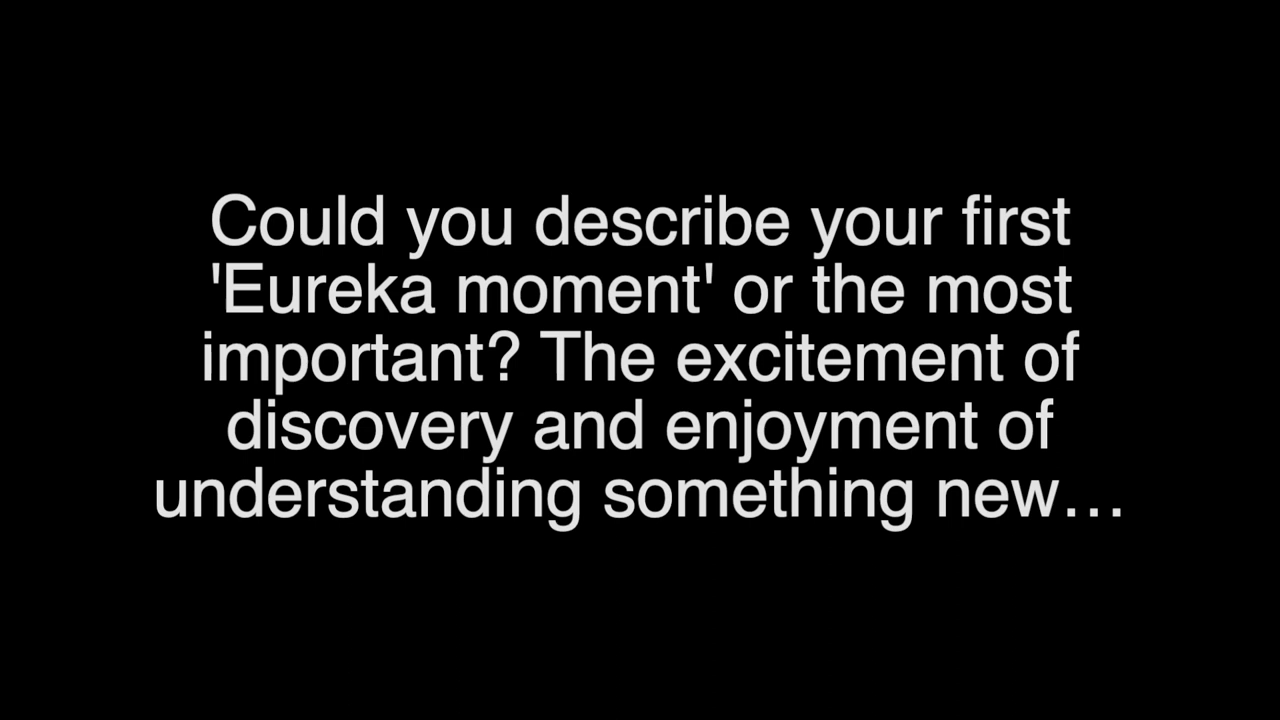 Could you describe your first
'Eureka moment' or the most
important? The excitement of
discovery and enjoyment of
understanding something new…